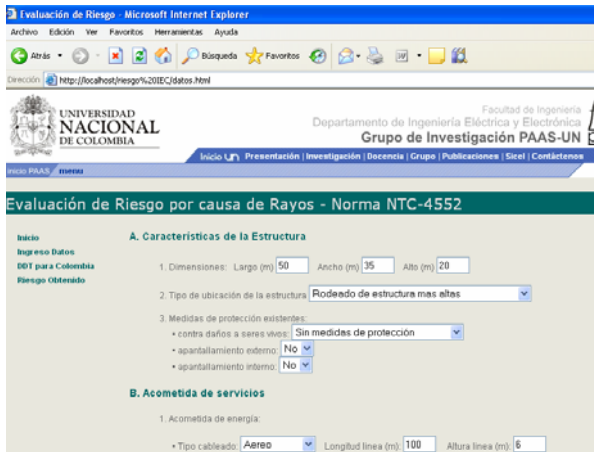 Evaluación de Riesgo - Microsoft Internet Explorer
Archivo Edición Ver Favoritos Herramientas Ayuda
Atrás Búsqueda Favoritos
Dirección http://localhost/riesgo%20IEC/datos.html
UNIVERSIDAD
NACIONAL
DE COLOMBIA
Facultad de Ingeniería
Departamento de Ingeniería Eléctrica y Electrónica
Grupo de Investigación PAAS-UN
Inicio UN Presentación | Investigación | Docencia | Grupo | Publicaciones | Sicel | Contáctenos
Inicio PAAS / menu
Evaluación de Riesgo por causa de Rayos - Norma NTC-4552
Inicio
Ingreso Datos
DDT para Colombia
Riesgo Obtenido
A. Características de la Estructura
1. Dimensiones: Largo (m) 50 Ancho (m) 35 Alto (m) 20
2. Tipo de ubicación de la estructura Rodeado de estructura mas altas
3. Medidas de protección existentes:
• contra daños a seres vivos: Sin medidas de protección
• apantallamiento externo: No
• apantallamiento interno: No
B. Acometida de servicios
1. Acometida de energía:
• Tipo cableado: Aereo Longitud linea (m): 100 Altura linea (m): 6